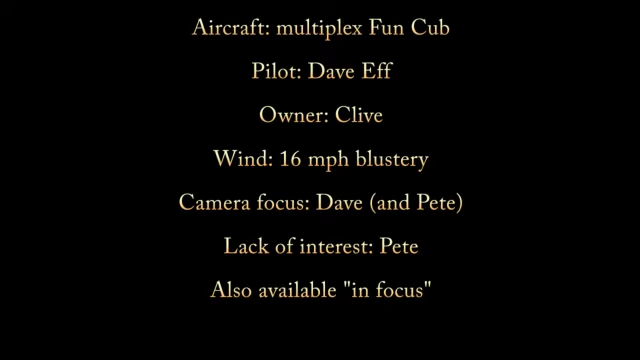 Aircraft: multiplex Fun Cub
Pilot: Dave Eff
Owner: Clive
Wind: 16 mph blustery
Camera focus: Dave (and Pete)
Lack of interest: Pete
Also available "in focus"